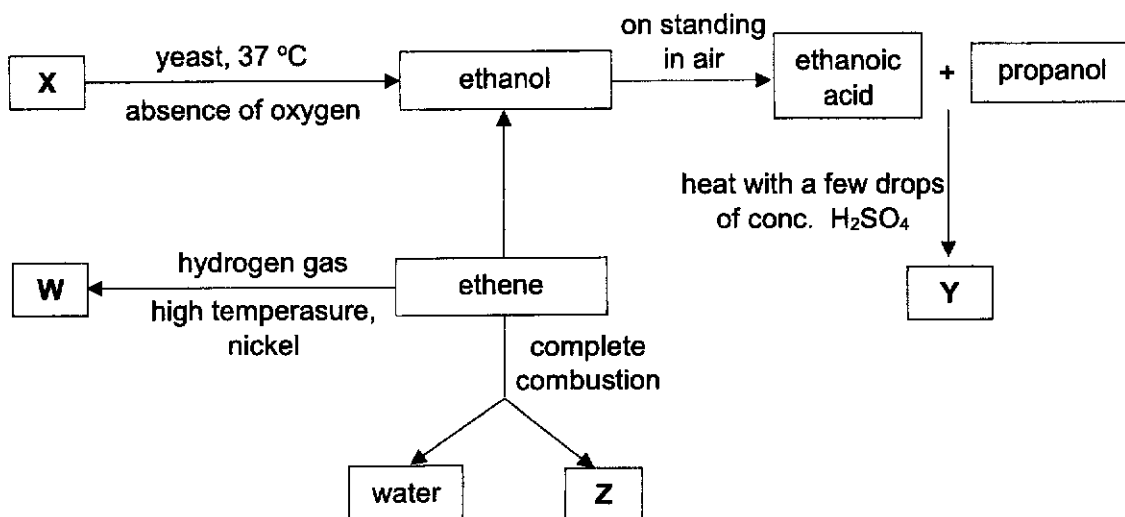 on standing
in air
yeast, 37 ºC
X
ethanol
ethanoic
acid
+
propanol
absence of oxygen
heat with a few drops
of conc. H₂SO₄
hydrogen gas
W
ethene
Y
high temperasure,
nickel
complete
combustion
water
Z